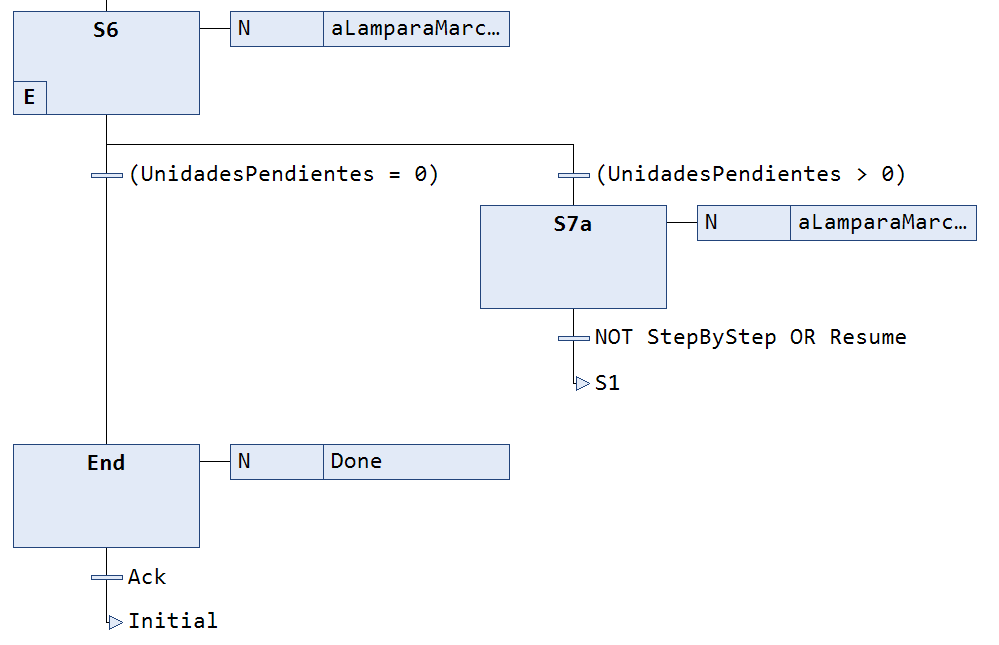 S6
N aLamparaMarc…
E
(UnidadesPendientes = 0) (UnidadesPendientes > 0)
S7a
N aLamparaMarc…
NOT StepByStep OR Resume
S1
End
N Done
Ack
Initial